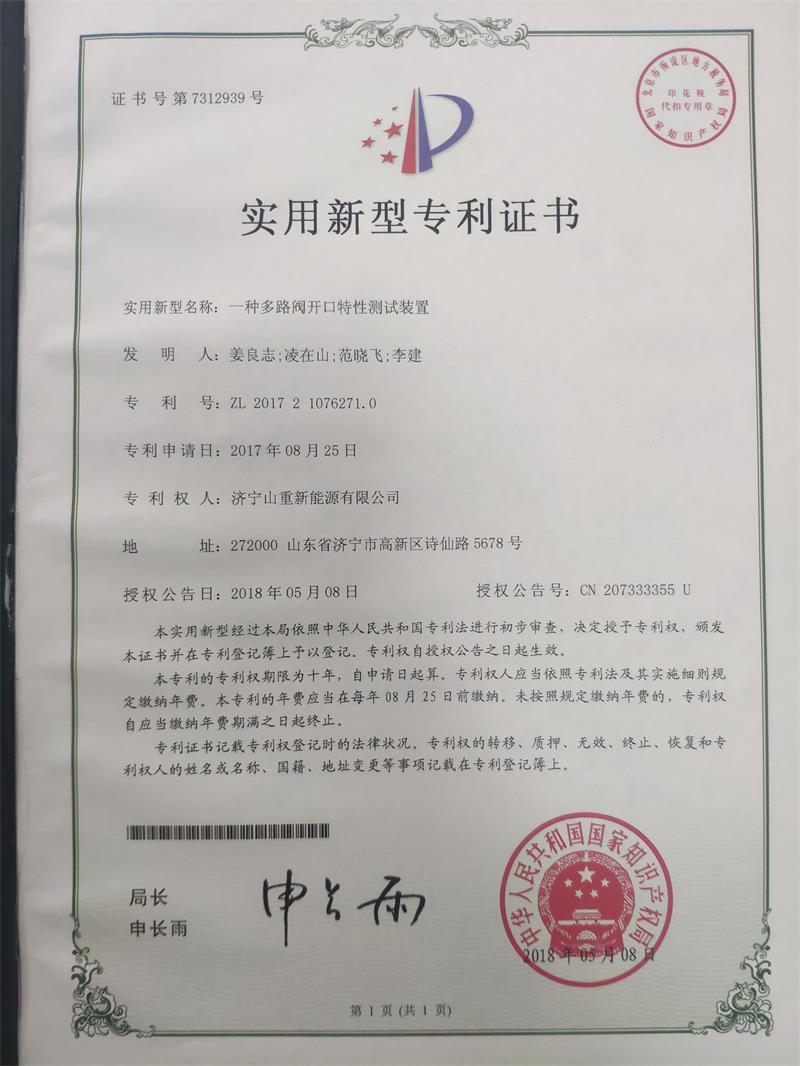 证书号第7312939号
北京市海淀区地方税务局
印花税
代扣专用章
国家知识产权局
实用新型专利证书
实用新型名称：一种多路阀开口特性测试装置
发明人：姜良志;凌在山;范晓飞;李建
专利号：ZL 2017 2 1076271.0
专利申请日：2017年08月25日
专利权人：济宁山重新能源有限公司
地址：272000 山东省济宁市高新区诗仙路5678号
授权公告日：2018年05月08日 授权公告号：CN 207333355 U
本实用新型经过本局依照中华人民共和国专利法进行初步审查，决定授予专利权，颁发
本证书并在专利登记簿上予以登记。专利权自授权公告之日起生效。
本专利的专利权期限为十年，自申请日起算。专利权人应当依照专利法及其实施细则规
定缴纳年费。本专利的年费应当在每年08月25日前缴纳。未按照规定缴纳年费的，专利权
自应当缴纳年费期满之日起终止。
专利证书记载专利权登记时的法律状况。专利权的转移、质押、无效、终止、恢复和专
利权人的姓名或名称、国籍、地址变更等事项记载在专利登记簿上。
局长
申长雨
申长雨
中华人民共和国国家知识产权局
2018年05月08日
第1页(共1页)